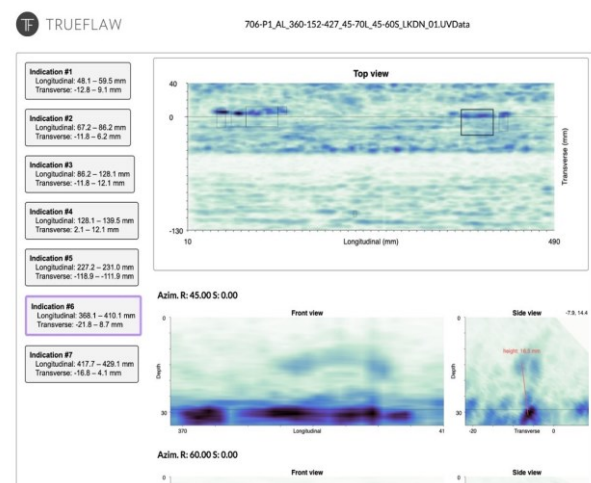 TRUEFLAW
706-P1_AL_360-152-427_45-70L_45-60S_LKDN_01.UVData
Indication #1
Longitudinal: 48.1 – 59.5 mm
Transverse: -12.8 – 9.1 mm
Indication #2
Longitudinal: 67.2 – 86.2 mm
Transverse: -11.8 – 6.2 mm
Indication #3
Longitudinal: 86.2 – 128.1 mm
Transverse: -11.8 – 12.1 mm
Indication #4
Longitudinal: 128.1 – 139.5 mm
Transverse: 2.1 – 12.1 mm
Indication #5
Longitudinal: 227.2 – 231.0 mm
Transverse: -118.9 – -111.9 mm
Indication #6
Longitudinal: 368.1 – 410.1 mm
Transverse: -21.8 – 8.7 mm
Indication #7
Longitudinal: 417.7 – 429.1 mm
Transverse: -16.8 – 4.1 mm
Top view
40
0
-130
10
Longitudinal (mm)
490
Transverse (mm)
Azim. R: 45.00 S: 0.00
Front view
0
Depth
30
370
Longitudinal
41
Side view
-7.9, 14.4
0
Depth
30
-20
Transverse
0
Azim. R: 60.00 S: 0.00
Front view
0
Side view
0